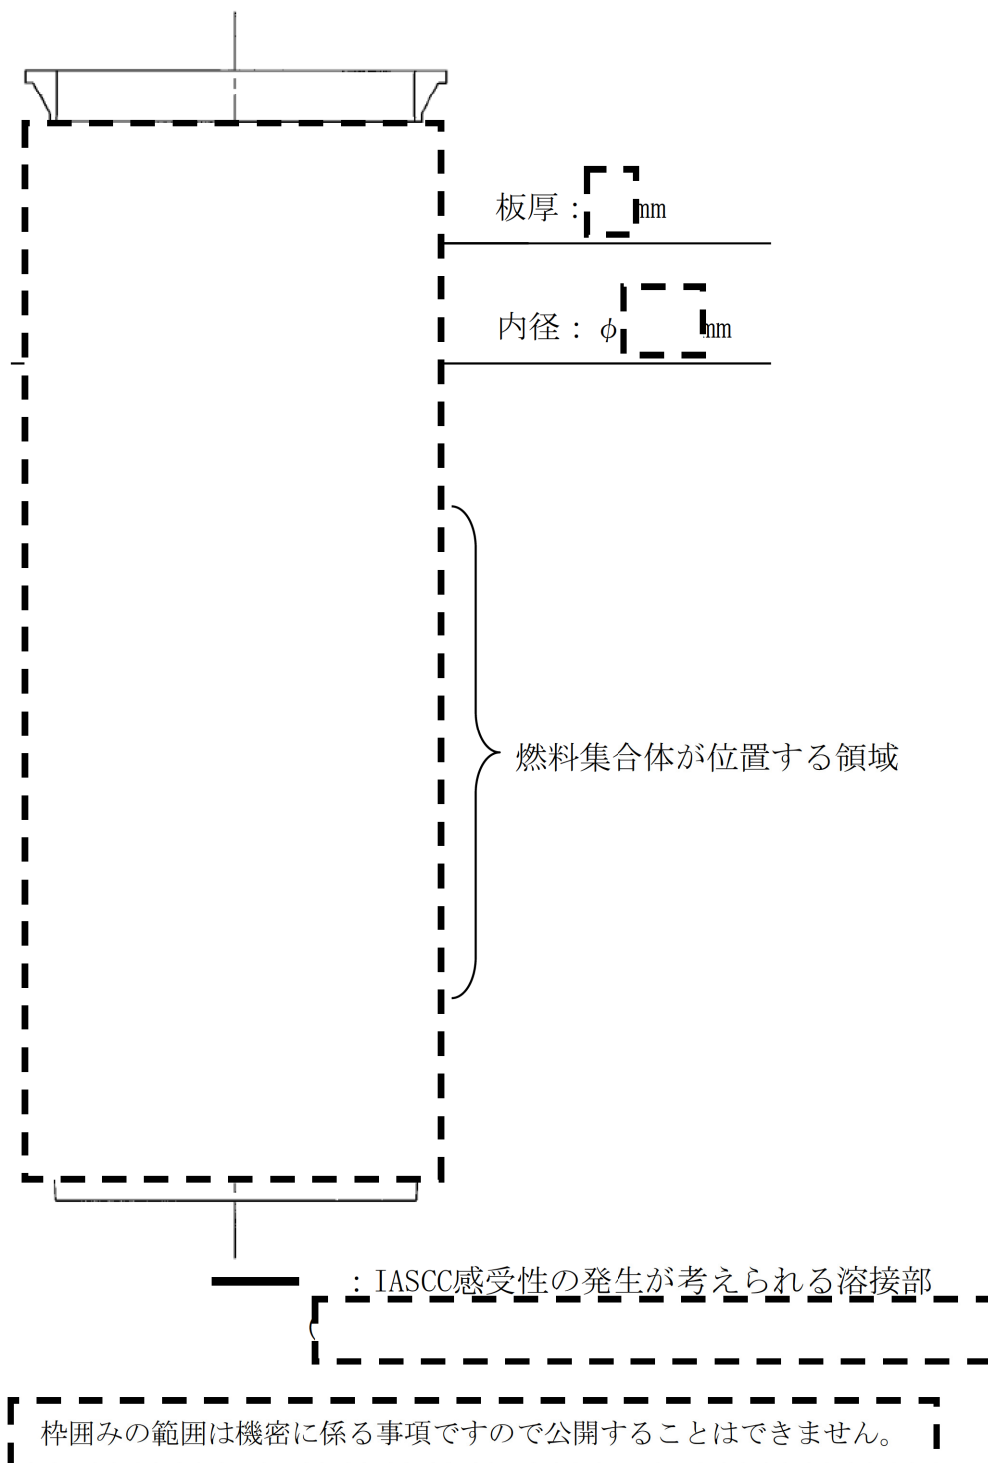 板厚：　mm
内径：φ　mm
燃料集合体が位置する領域
：IASCC感受性の発生が考えられる溶接部
（
枠囲みの範囲は機密に係る事項ですので公開することはできません。